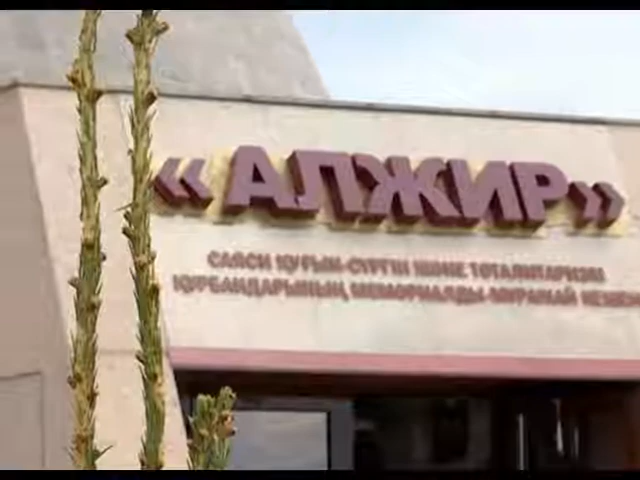 «АЛЖИР»
САЯСИ ҚУҒЫН-СҮРГІН ЖӘНЕ ТОТАЛИТАРИЗМ
ҚҰРБАНДАРЫНЫҢ МЕМОРИАЛДЫ-МҰРАЖАЙ